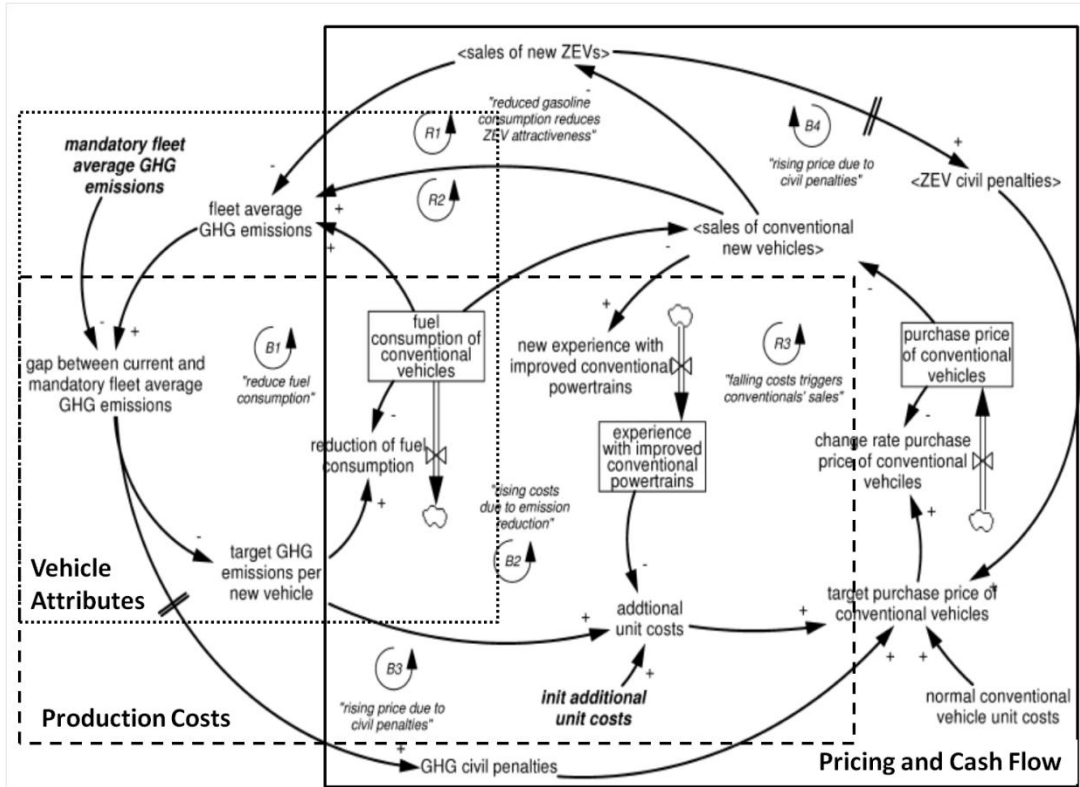 <sales of new ZEVs>
"reduced gasoline
consumption reduces
ZEV attractiveness"
-
R1
B4
+
"rising price due to
civil penalties"
<ZEV civil penalties>
mandatory fleet
average GHG
emissions
-
R2
fleet average
GHG emissions
+
+
<sales of conventional
new vehicles>
-
-
+
-
+
gap between current and
mandatory fleet average
GHG emissions
B1
"reduce fuel
consumption"
fuel
consumption of
conventional
vehicles
new experience with
improved conventional
powertrains
R3
"falling costs triggers
conventionals' sales"
purchase price
of conventional
vehicles
-
-
reduction of fuel
consumption
+
experience
with improved
conventional
powertrains
change rate purchase
price of conventional
vehciles
+
"rising costs
due to emission
reduction"
B2
-
target GHG
emissions per
new vehicle
Vehicle
Attributes
-
+
addtional
unit costs
+
+
target purchase price of
conventional vehicles
B3
"rising price due to
civil penalties"
+
init additional
unit costs
+
+
+
normal conventional
vehicle unit costs
Production Costs
GHG civil penalties
Pricing and Cash Flow